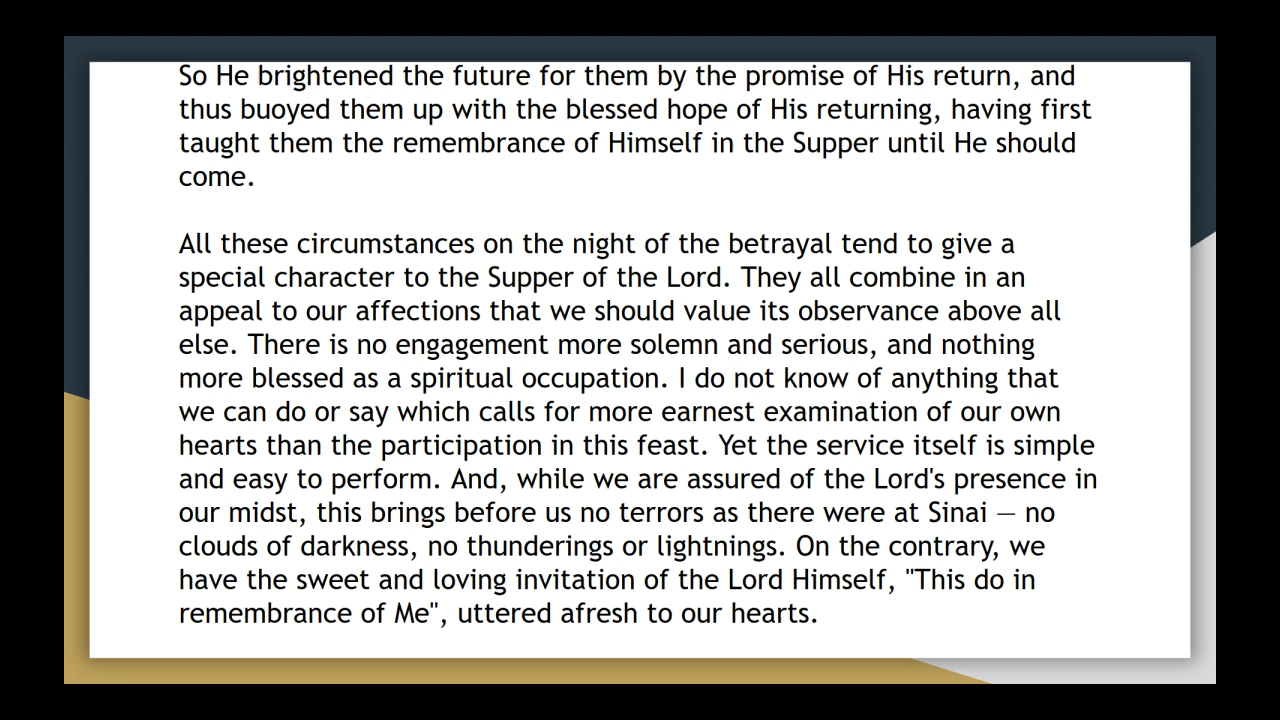 So He brightened the future for them by the promise of His return, and
thus buoyed them up with the blessed hope of His returning, having first
taught them the remembrance of Himself in the Supper until He should
come.
All these circumstances on the night of the betrayal tend to give a
special character to the Supper of the Lord. They all combine in an
appeal to our affections that we should value its observance above all
else. There is no engagement more solemn and serious, and nothing
more blessed as a spiritual occupation. I do not know of anything that
we can do or say which calls for more earnest examination of our own
hearts than the participation in this feast. Yet the service itself is simple
and easy to perform. And, while we are assured of the Lord's presence in
our midst, this brings before us no terrors as there were at Sinai — no
clouds of darkness, no thunderings or lightnings. On the contrary, we
have the sweet and loving invitation of the Lord Himself, "This do in
remembrance of Me", uttered afresh to our hearts.